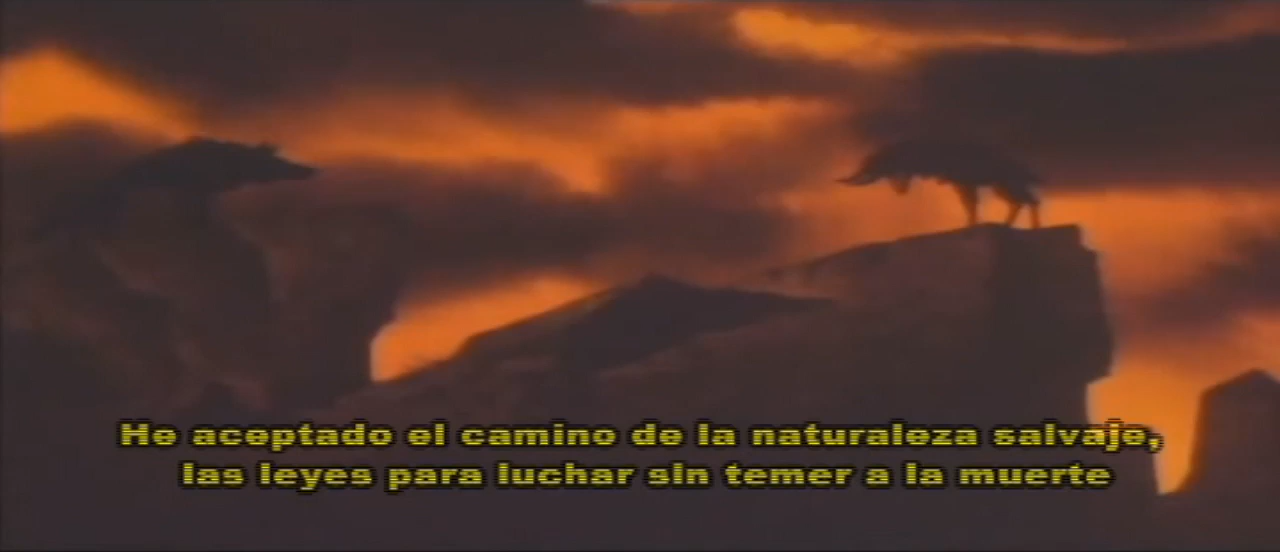 He aceptado el camino de la naturaleza salvaje,
las leyes para luchar sin temer a la muerte